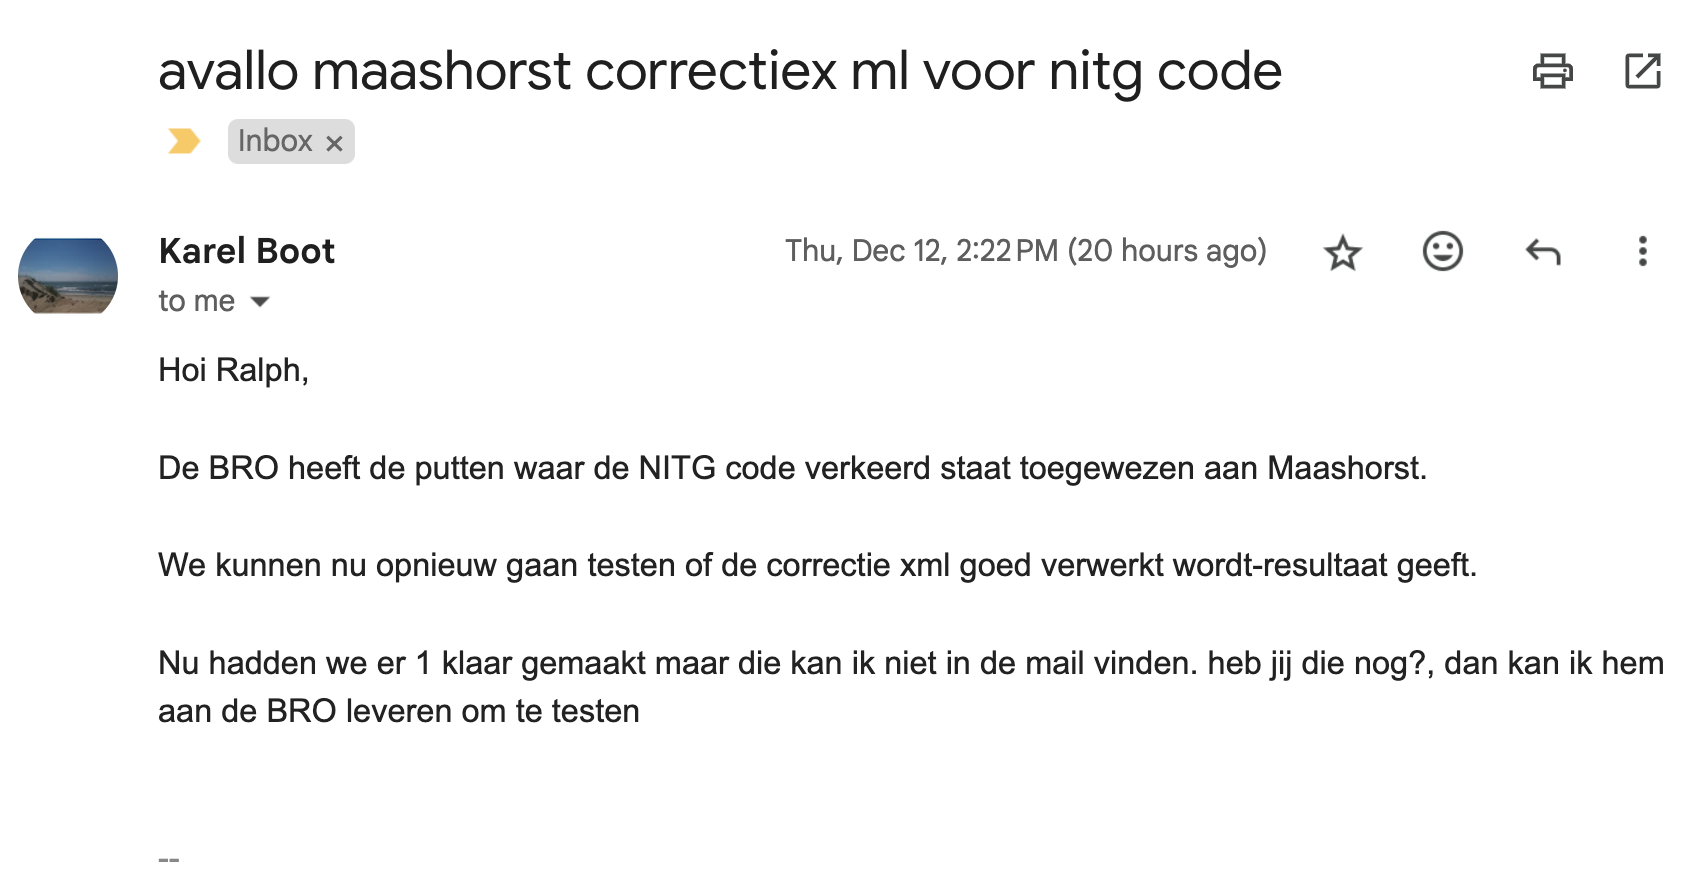 avallo maashorst correctiex ml voor nitg code
Inbox ×
Karel Boot
Thu, Dec 12, 2:22 PM (20 hours ago)
to me
Hoi Ralph,
De BRO heeft de putten waar de NITG code verkeerd staat toegewezen aan Maashorst.
We kunnen nu opnieuw gaan testen of de correctie xml goed verwerkt wordt-resultaat geeft.
Nu hadden we er 1 klaar gemaakt maar die kan ik niet in de mail vinden. heb jij die nog?, dan kan ik hem
aan de BRO leveren om te testen
--